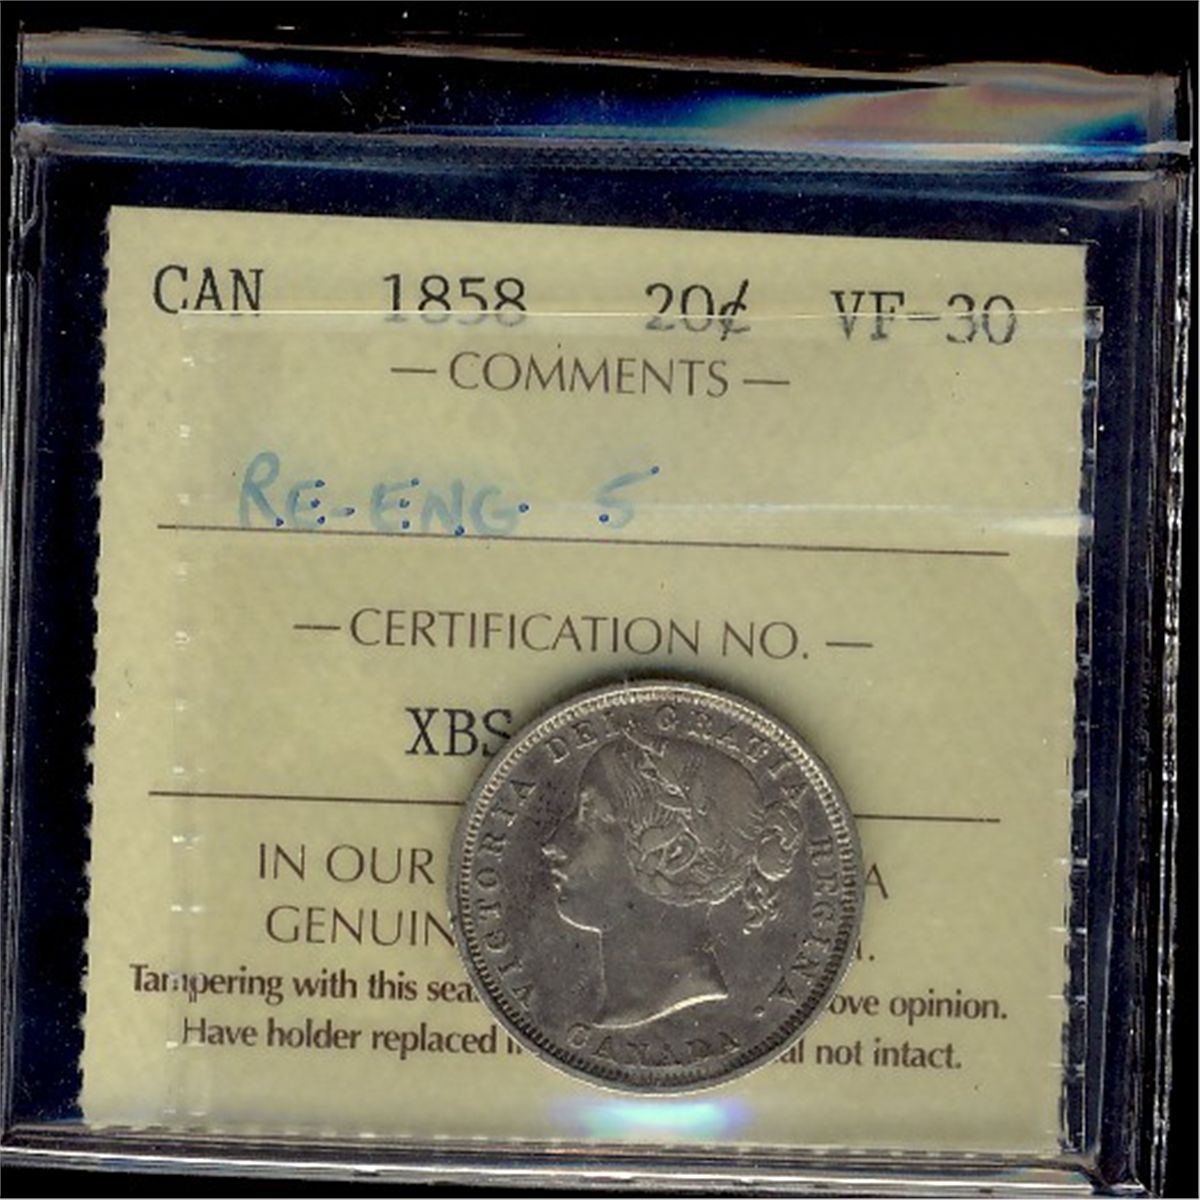 CAN 1858 20¢ VF-30
— COMMENTS —
RE-ENG. 5
— CERTIFICATION NO. —
XBS
IN OUR A
GENUIN .
Tampering with this sea ove opinion.
Have holder replaced i al not intact.
VICTORIA DEI GRATIA REGINA.
CANADA